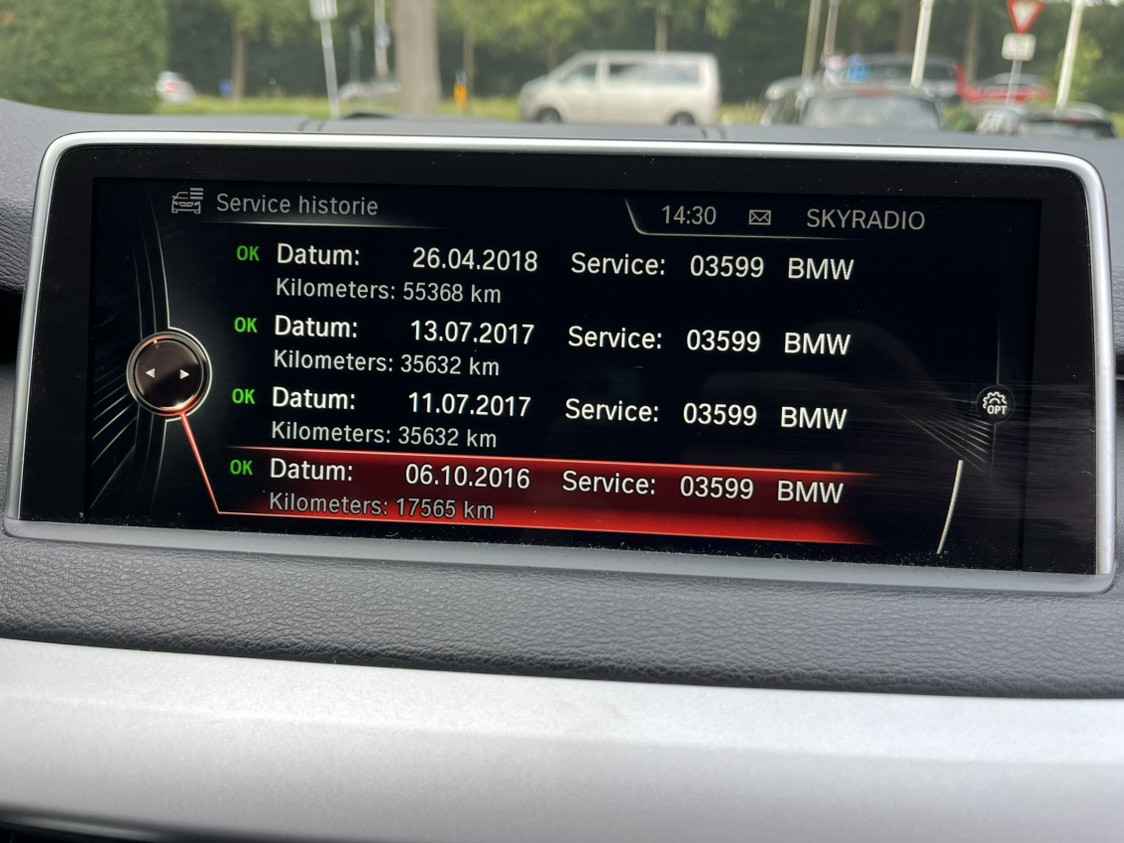 Service historie
14:30 SKYRADIO
OK Datum: 26.04.2018 Service: 03599 BMW
Kilometers: 55368 km
OK Datum: 13.07.2017 Service: 03599 BMW
Kilometers: 35632 km
OK Datum: 11.07.2017 Service: 03599 BMW
Kilometers: 35632 km
OPT
OK Datum: 06.10.2016 Service: 03599 BMW
Kilometers: 17565 km